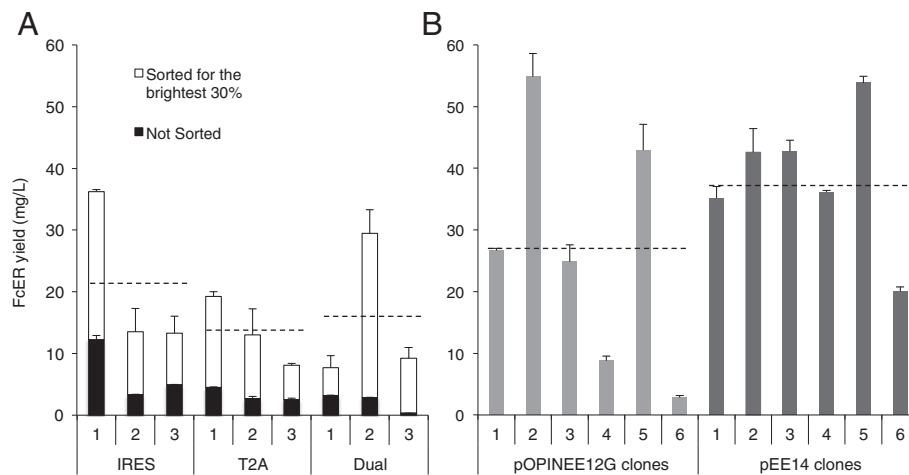 A
60
50
40
30
20
10
0
FcER yield (mg/L)
Sorted for the
brightest 30%
Not Sorted
1 2 3 1 2 3 1 2 3
IRES T2A Dual
B
60
50
40
30
20
10
0
1 2 3 4 5 6 1 2 3 4 5 6
pOPINEE12G clones pEE14 clones